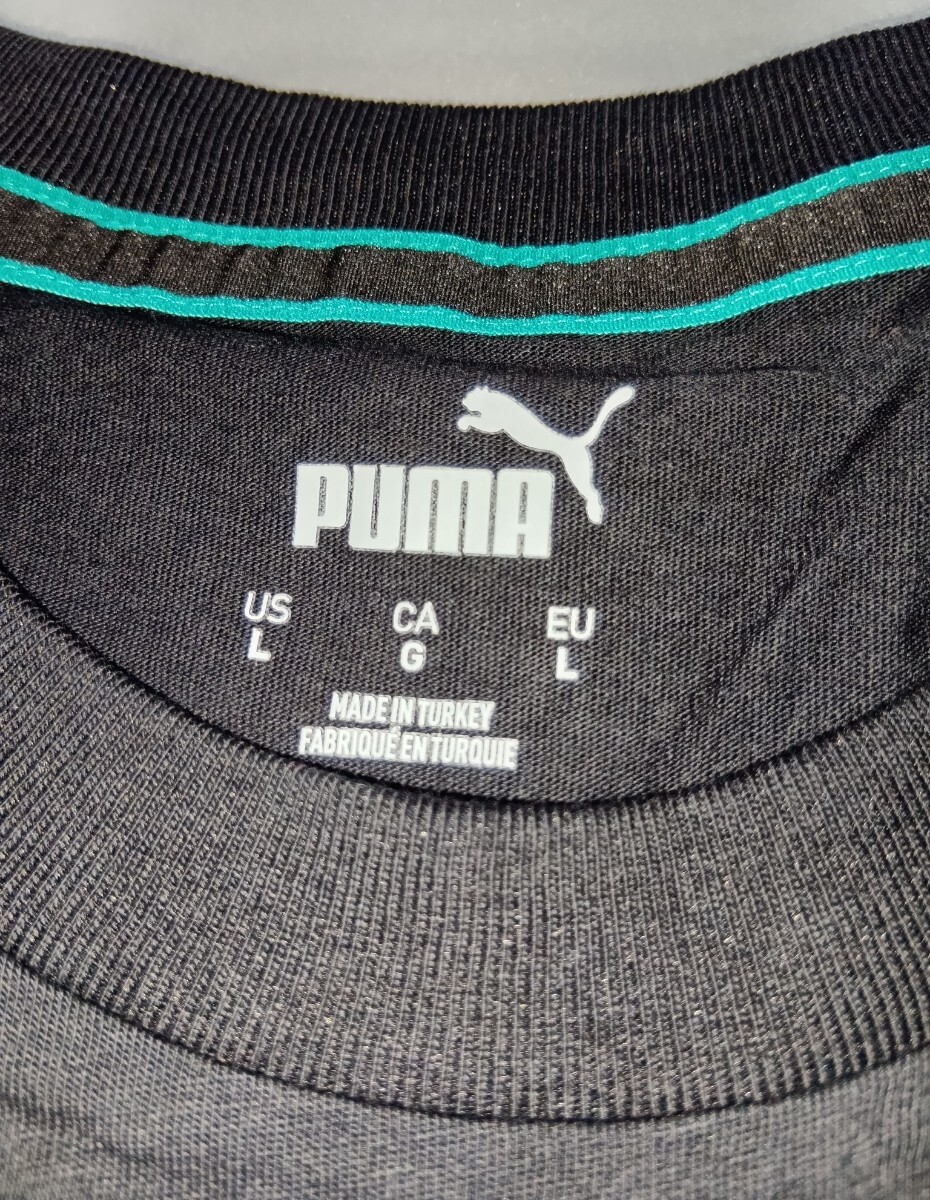 PUMA
US CA EU
L G L
MADE IN TURKEY
FABRIQUÉ EN TURQUIE